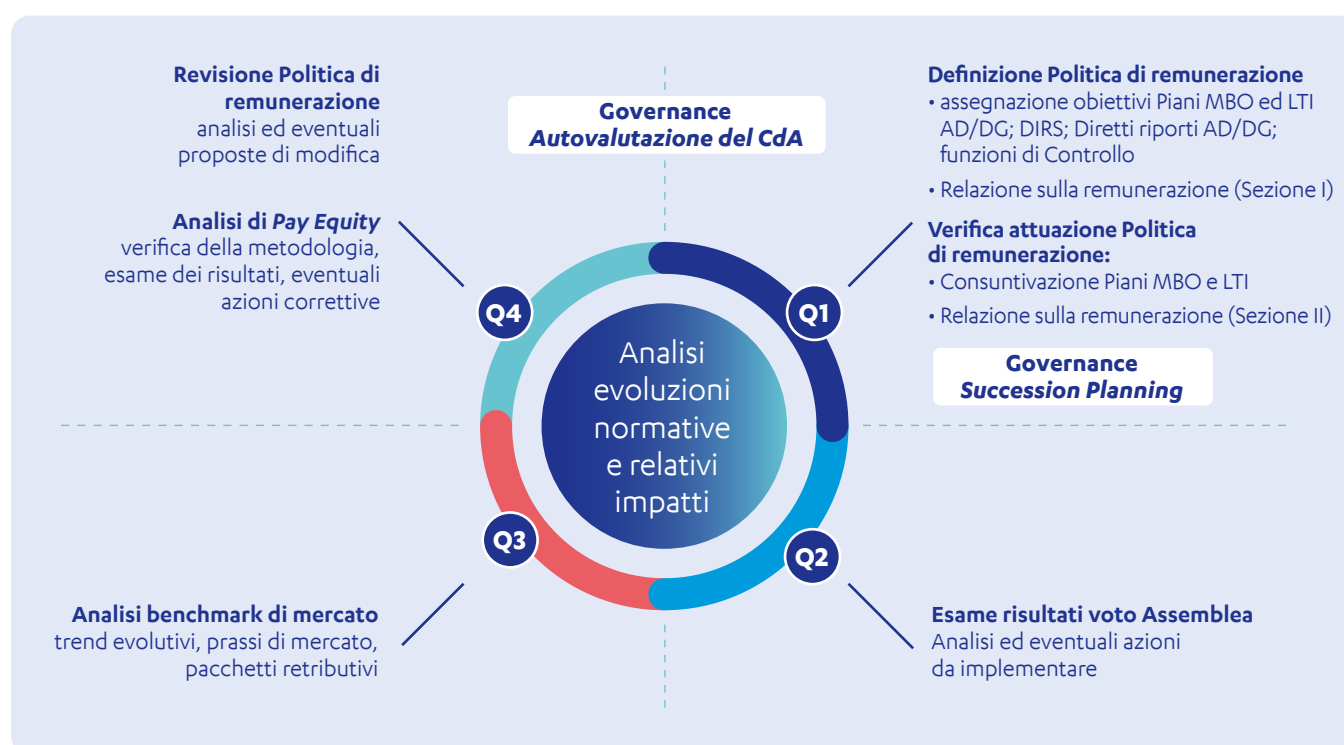 Revisione Politica di
remunerazione
analisi ed eventuali
proposte di modifica
Analisi di Pay Equity
verifica della metodologia,
esame dei risultati, eventuali
azioni correttive
Governance
Autovalutazione del CdA
Definizione Politica di remunerazione
• assegnazione obiettivi Piani MBO ed LTI
AD/DG; DIRS; Diretti riporti AD/DG;
funzioni di Controllo
• Relazione sulla remunerazione (Sezione I)
Verifica attuazione Politica
di remunerazione:
• Consuntivazione Piani MBO e LTI
• Relazione sulla remunerazione (Sezione II)
Governance
Succession Planning
Q4
Q1
Analisi
evoluzioni
normative
e relativi
impatti
Q3
Q2
Analisi benchmark di mercato
trend evolutivi, prassi di mercato,
pacchetti retributivi
Esame risultati voto Assemblea
Analisi ed eventuali azioni
da implementare